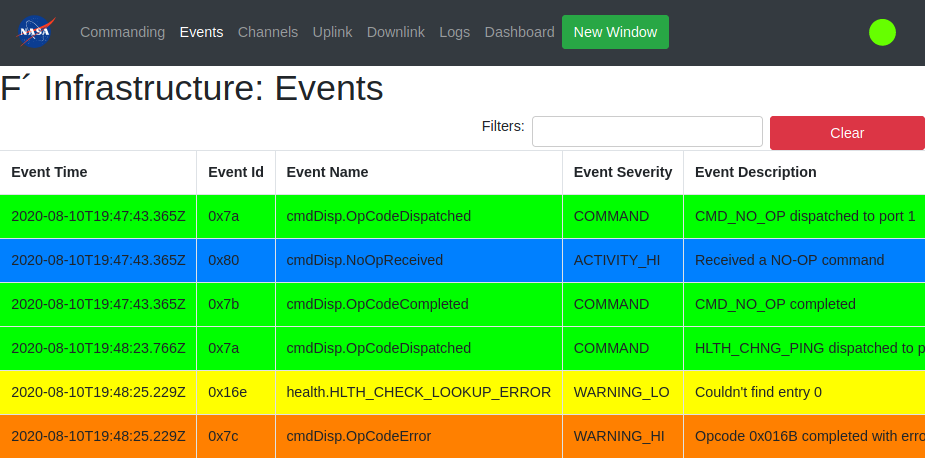 NASA Commanding Events Channels Uplink Downlink Logs Dashboard New Window
F´ Infrastructure: Events
Filters: Clear
Event Time Event Id Event Name Event Severity Event Description
2020-08-10T19:47:43.365Z 0x7a cmdDisp.OpCodeDispatched COMMAND CMD_NO_OP dispatched to port 1
2020-08-10T19:47:43.365Z 0x80 cmdDisp.NoOpReceived ACTIVITY_HI Received a NO-OP command
2020-08-10T19:47:43.365Z 0x7b cmdDisp.OpCodeCompleted COMMAND CMD_NO_OP completed
2020-08-10T19:48:23.766Z 0x7a cmdDisp.OpCodeDispatched COMMAND HLTH_CHNG_PING dispatched to
2020-08-10T19:48:25.229Z 0x16e health.HLTH_CHECK_LOOKUP_ERROR WARNING_LO Couldn't find entry 0
2020-08-10T19:48:25.229Z 0x7c cmdDisp.OpCodeError WARNING_HI Opcode 0x016B completed with